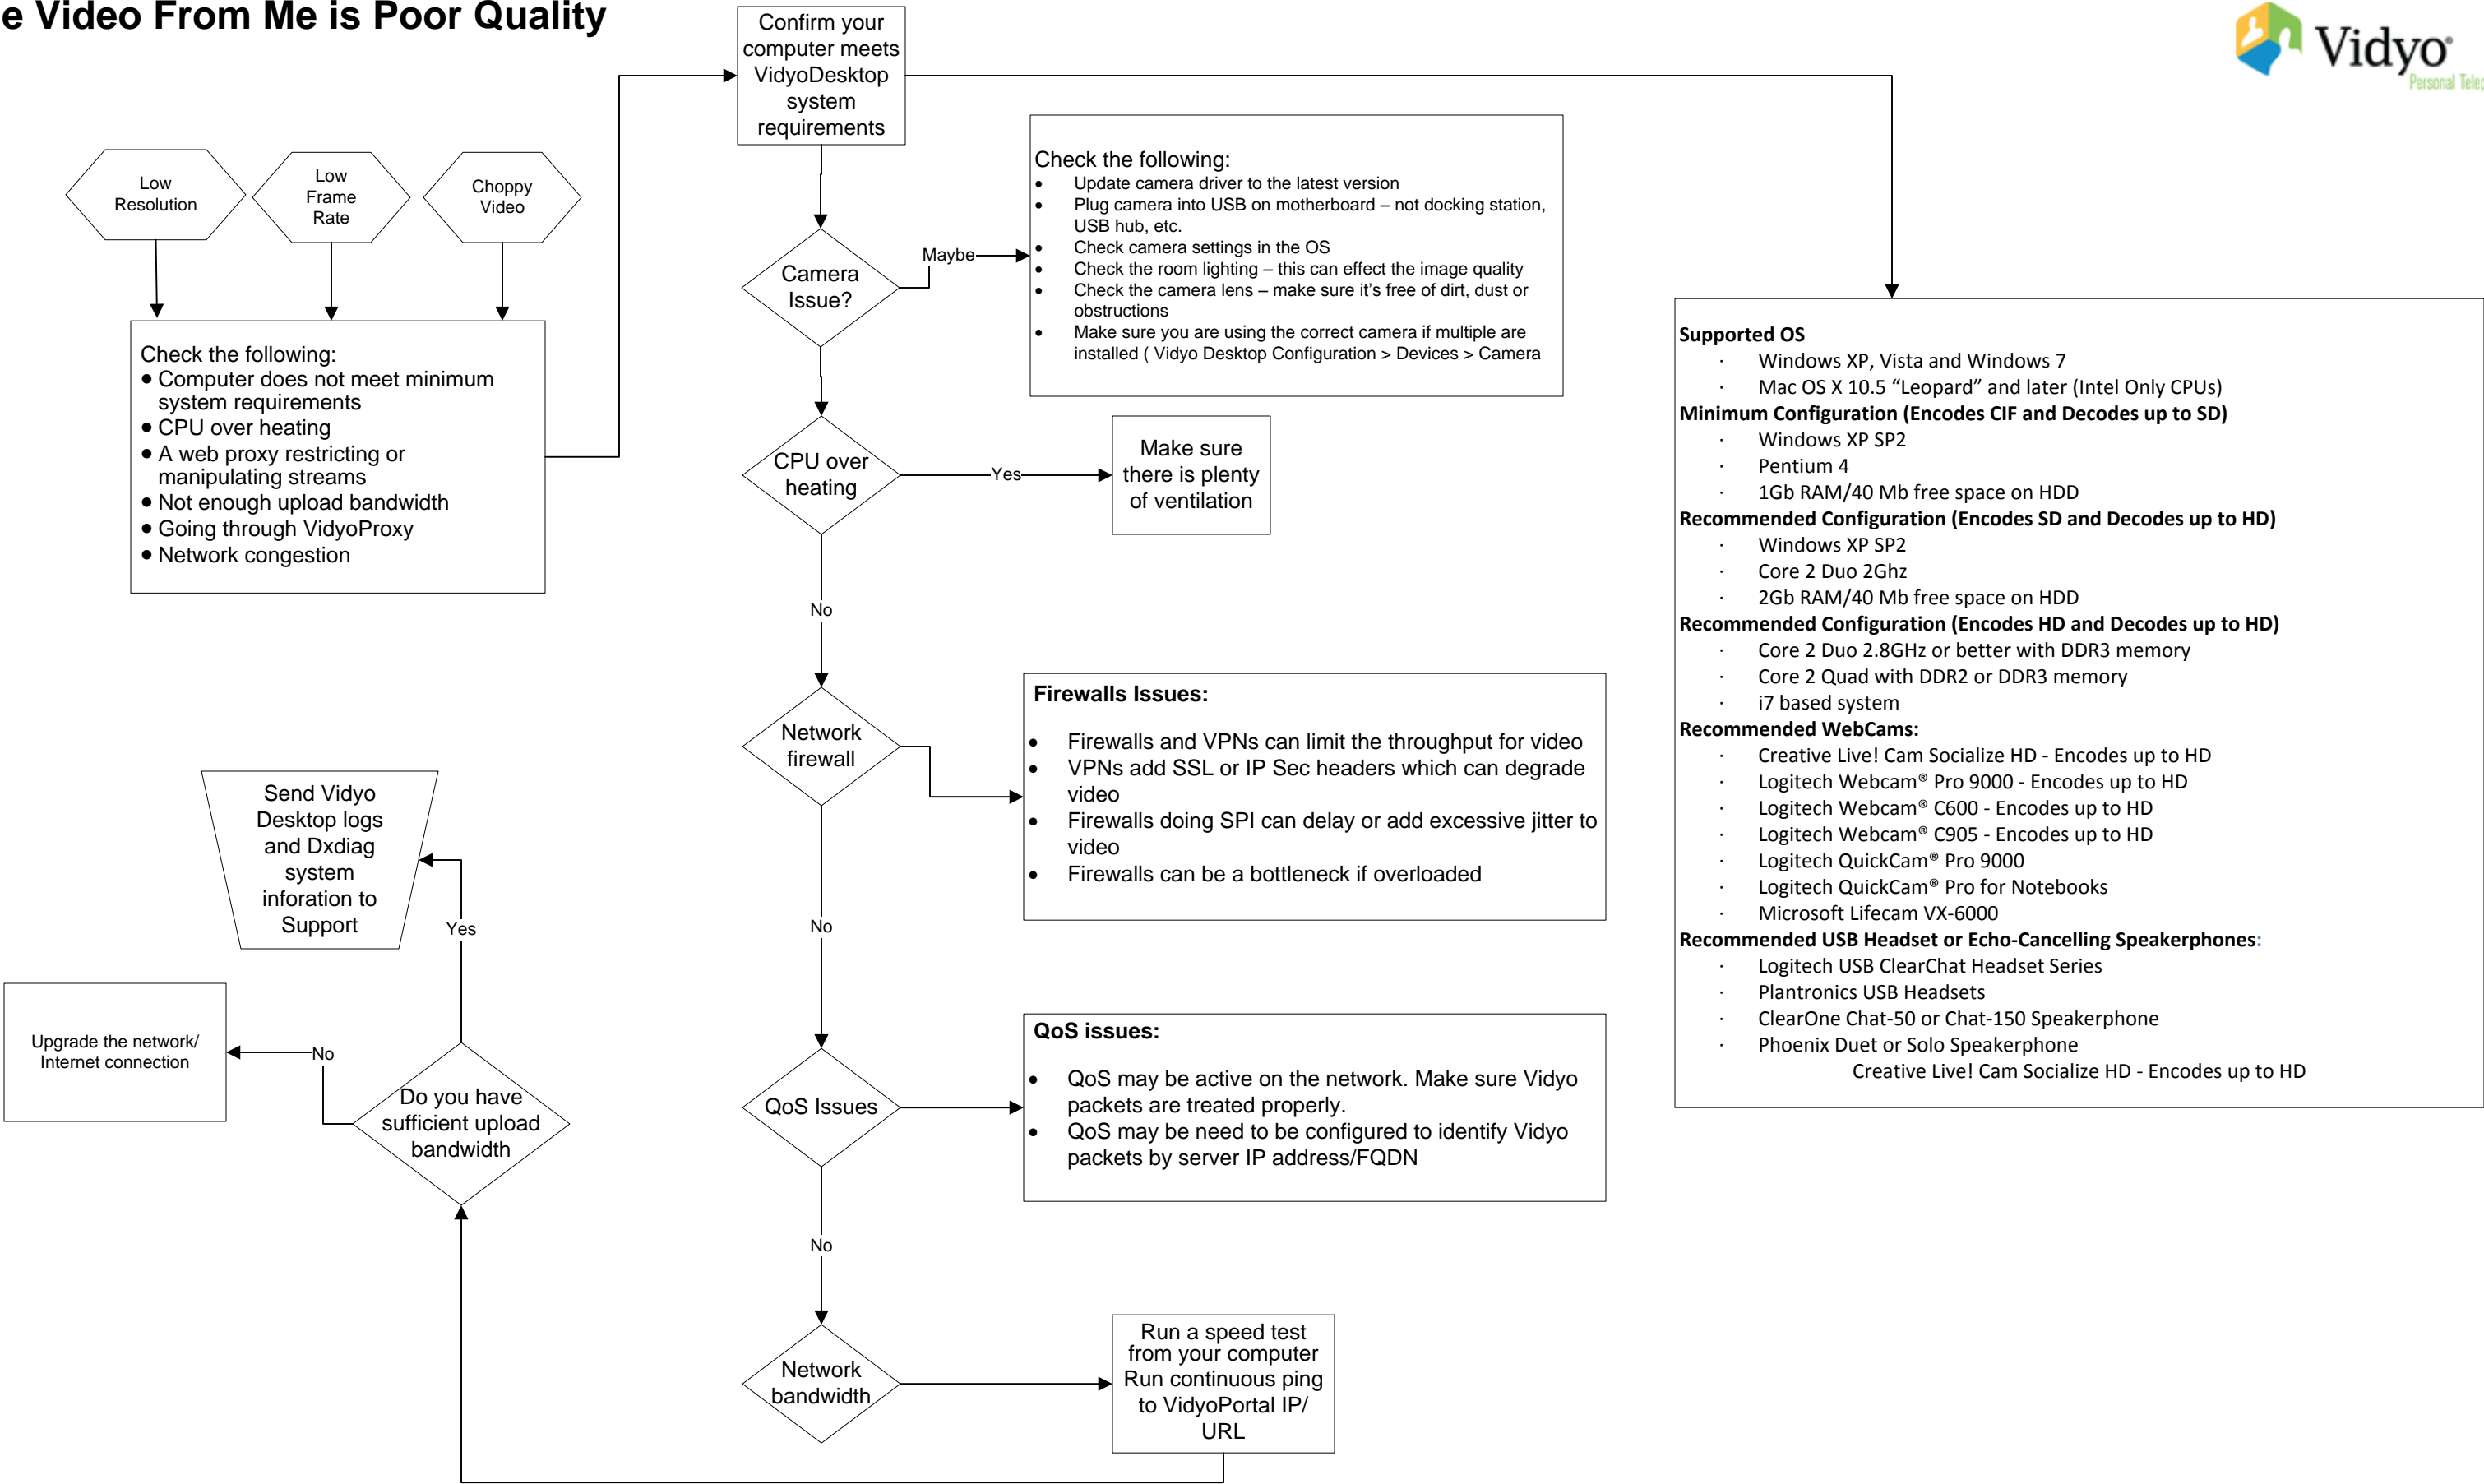 e Video From Me is Poor Quality
Vidyo®
Personal Telep
Confirm your
computer meets
VidyoDesktop
system
requirements
Low
Resolution
Low
Frame
Rate
Choppy
Video
Check the following:
• Computer does not meet minimum
system requirements
• CPU over heating
• A web proxy restricting or
manipulating streams
• Not enough upload bandwidth
• Going through VidyoProxy
• Network congestion
Camera
Issue?
Maybe
Check the following:
• Update camera driver to the latest version
• Plug camera into USB on motherboard – not docking station,
USB hub, etc.
• Check camera settings in the OS
• Check the room lighting – this can effect the image quality
• Check the camera lens – make sure it's free of dirt, dust or
obstructions
• Make sure you are using the correct camera if multiple are
installed ( Vidyo Desktop Configuration > Devices > Camera
CPU over
heating
Yes
Make sure
there is plenty
of ventilation
No
Network
firewall
Firewalls Issues:
• Firewalls and VPNs can limit the throughput for video
• VPNs add SSL or IP Sec headers which can degrade
video
• Firewalls doing SPI can delay or add excessive jitter to
video
• Firewalls can be a bottleneck if overloaded
No
QoS Issues
QoS issues:
• QoS may be active on the network. Make sure Vidyo
packets are treated properly.
• QoS may be need to be configured to identify Vidyo
packets by server IP address/FQDN
No
Network
bandwidth
Run a speed test
from your computer
Run continuous ping
to VidyoPortal IP/
URL
Do you have
sufficient upload
bandwidth
No
Upgrade the network/
Internet connection
Yes
Send Vidyo
Desktop logs
and Dxdiag
system
inforation to
Support
Supported OS
· Windows XP, Vista and Windows 7
· Mac OS X 10.5 “Leopard” and later (Intel Only CPUs)
Minimum Configuration (Encodes CIF and Decodes up to SD)
· Windows XP SP2
· Pentium 4
· 1Gb RAM/40 Mb free space on HDD
Recommended Configuration (Encodes SD and Decodes up to HD)
· Windows XP SP2
· Core 2 Duo 2Ghz
· 2Gb RAM/40 Mb free space on HDD
Recommended Configuration (Encodes HD and Decodes up to HD)
· Core 2 Duo 2.8GHz or better with DDR3 memory
· Core 2 Quad with DDR2 or DDR3 memory
· i7 based system
Recommended WebCams:
· Creative Live! Cam Socialize HD - Encodes up to HD
· Logitech Webcam® Pro 9000 - Encodes up to HD
· Logitech Webcam® C600 - Encodes up to HD
· Logitech Webcam® C905 - Encodes up to HD
· Logitech QuickCam® Pro 9000
· Logitech QuickCam® Pro for Notebooks
· Microsoft Lifecam VX-6000
Recommended USB Headset or Echo-Cancelling Speakerphones:
· Logitech USB ClearChat Headset Series
· Plantronics USB Headsets
· ClearOne Chat-50 or Chat-150 Speakerphone
· Phoenix Duet or Solo Speakerphone
Creative Live! Cam Socialize HD - Encodes up to HD